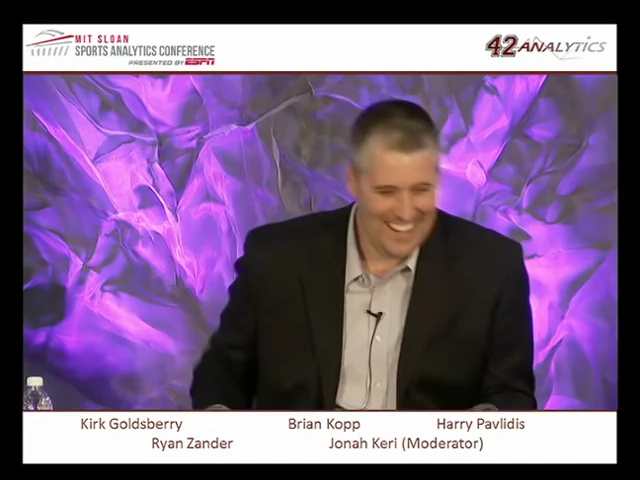 MIT SLOAN
SPORTS ANALYTICS CONFERENCE
PRESENTED BY ESPN
42 ANALYTICS
Kirk Goldsberry Brian Kopp Harry Pavlidis
Ryan Zander Jonah Keri (Moderator)